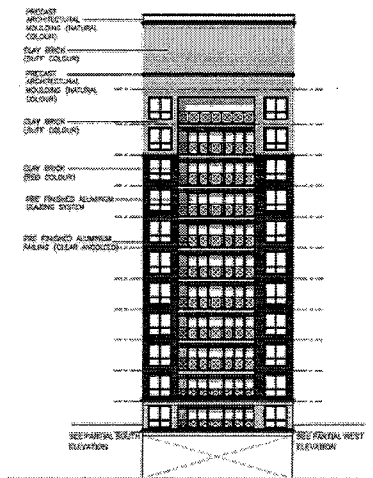 PRECAST
ARCHITECTURAL
MOULDING (NATURAL
COLOUR)
CLAY BRICK
(BUFF COLOUR)
PRECAST
ARCHITECTURAL
MOULDING (NATURAL
COLOUR)
CLAY BRICK
(BUFF COLOUR)
CLAY BRICK
(RED COLOUR)
PRE FINISHED ALUMINUM
GLAZING SYSTEM
PRE FINISHED ALUMINUM
RAILING (CLEAR ANODIZED)
SEE PARTIAL SOUTH
ELEVATION
SEE PARTIAL WEST
ELEVATION